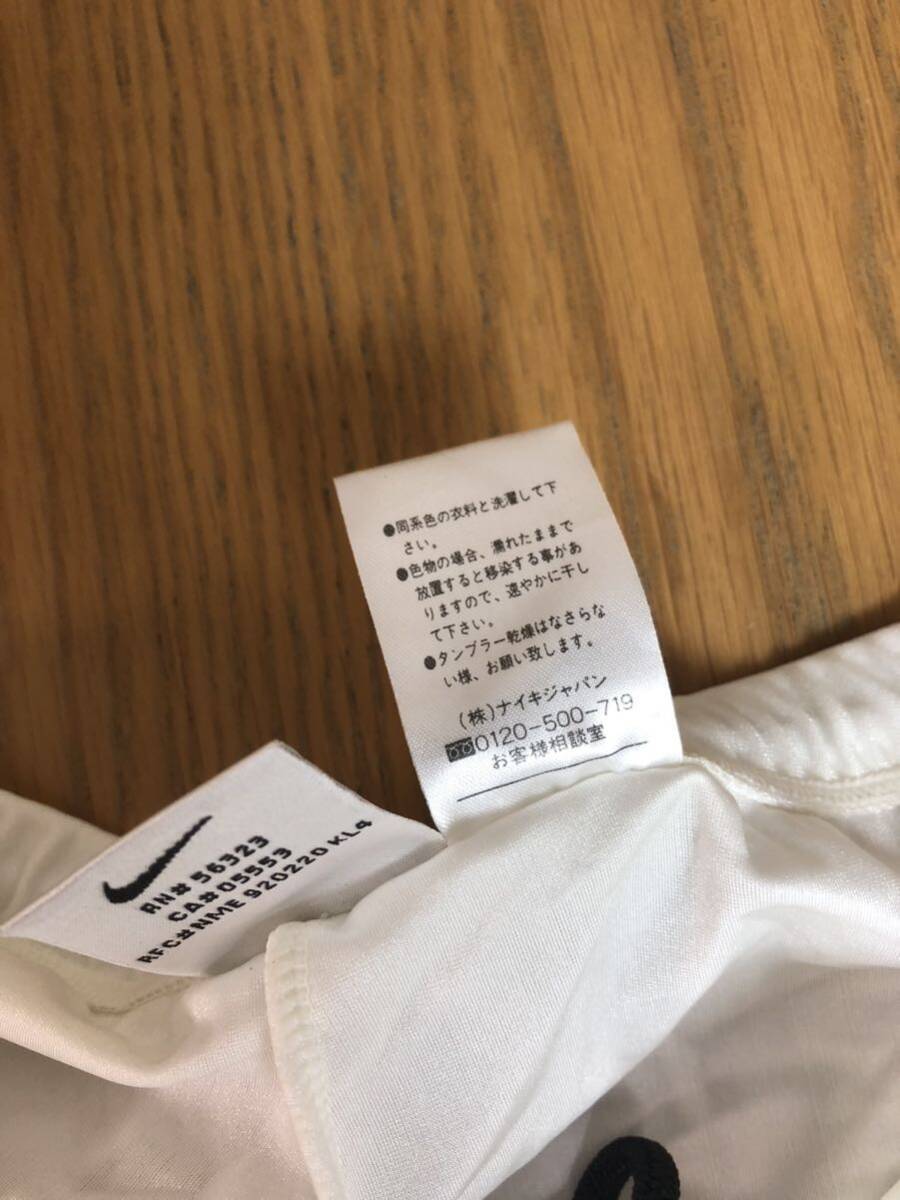 ●同系色の衣料と洗濯して下
さい。
●色物の場合、濡れたままで
放置すると移染する事があ
りますので、速やかに干し
て下さい。
●タンブラー乾燥はなさらな
い様、お願い致します。
(株)ナイキジャパン
0120-500-719
お客様相談室
RN# 56323
CA# 05553
RFC#NME 920220 KL4